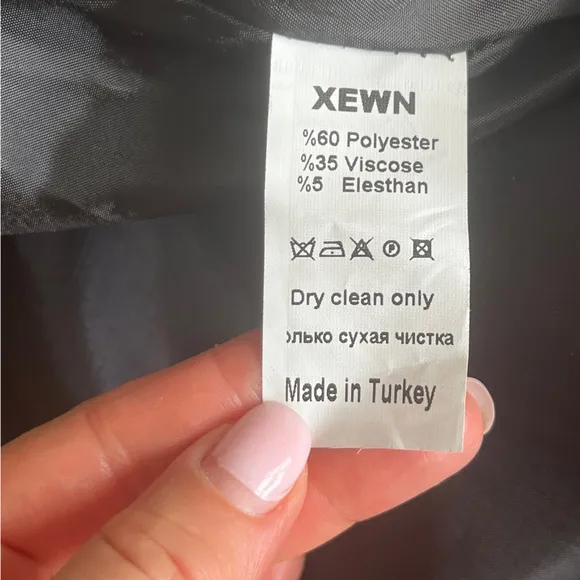 XEWN
%60 Polyester
%35 Viscose
%5 Elesthan
P
Dry clean only
олько сухая чистка
Made in Turkey